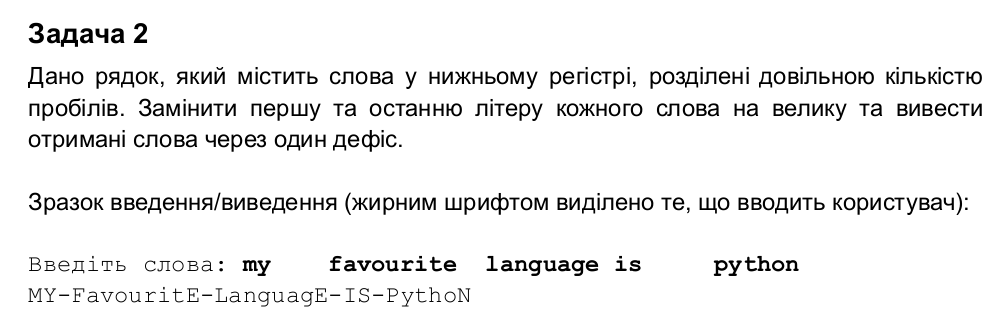 Задача 2
Дано рядок, який містить слова у нижньому регістрі, розділені довільною кількістю
пробілів. Замінити першу та останню літеру кожного слова на велику та вивести
отримані слова через один дефіс.
Зразок введення/виведення (жирним шрифтом виділено те, що вводить користувач):
Введіть слова: my    favourite  language is     python
MY-FavouritE-LanguagE-IS-PythoN